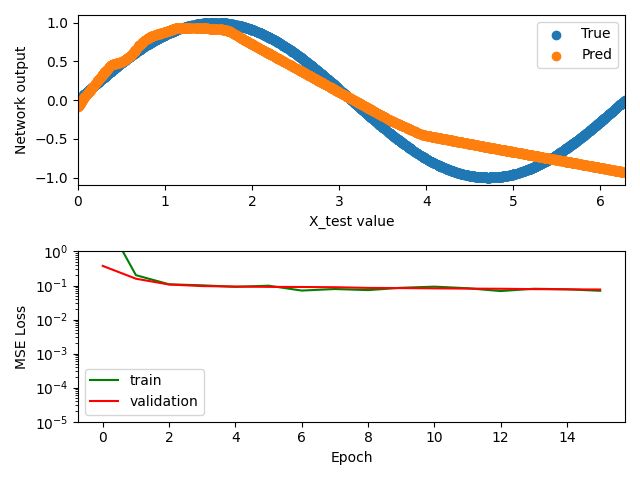 1.0
0.5
0.0
−0.5
−1.0
Network output
True
Pred
0 1 2 3 4 5 6
X_test value
10⁰
10⁻¹
10⁻²
10⁻³
10⁻⁴
10⁻⁵
MSE Loss
train
validation
0 2 4 6 8 10 12 14
Epoch